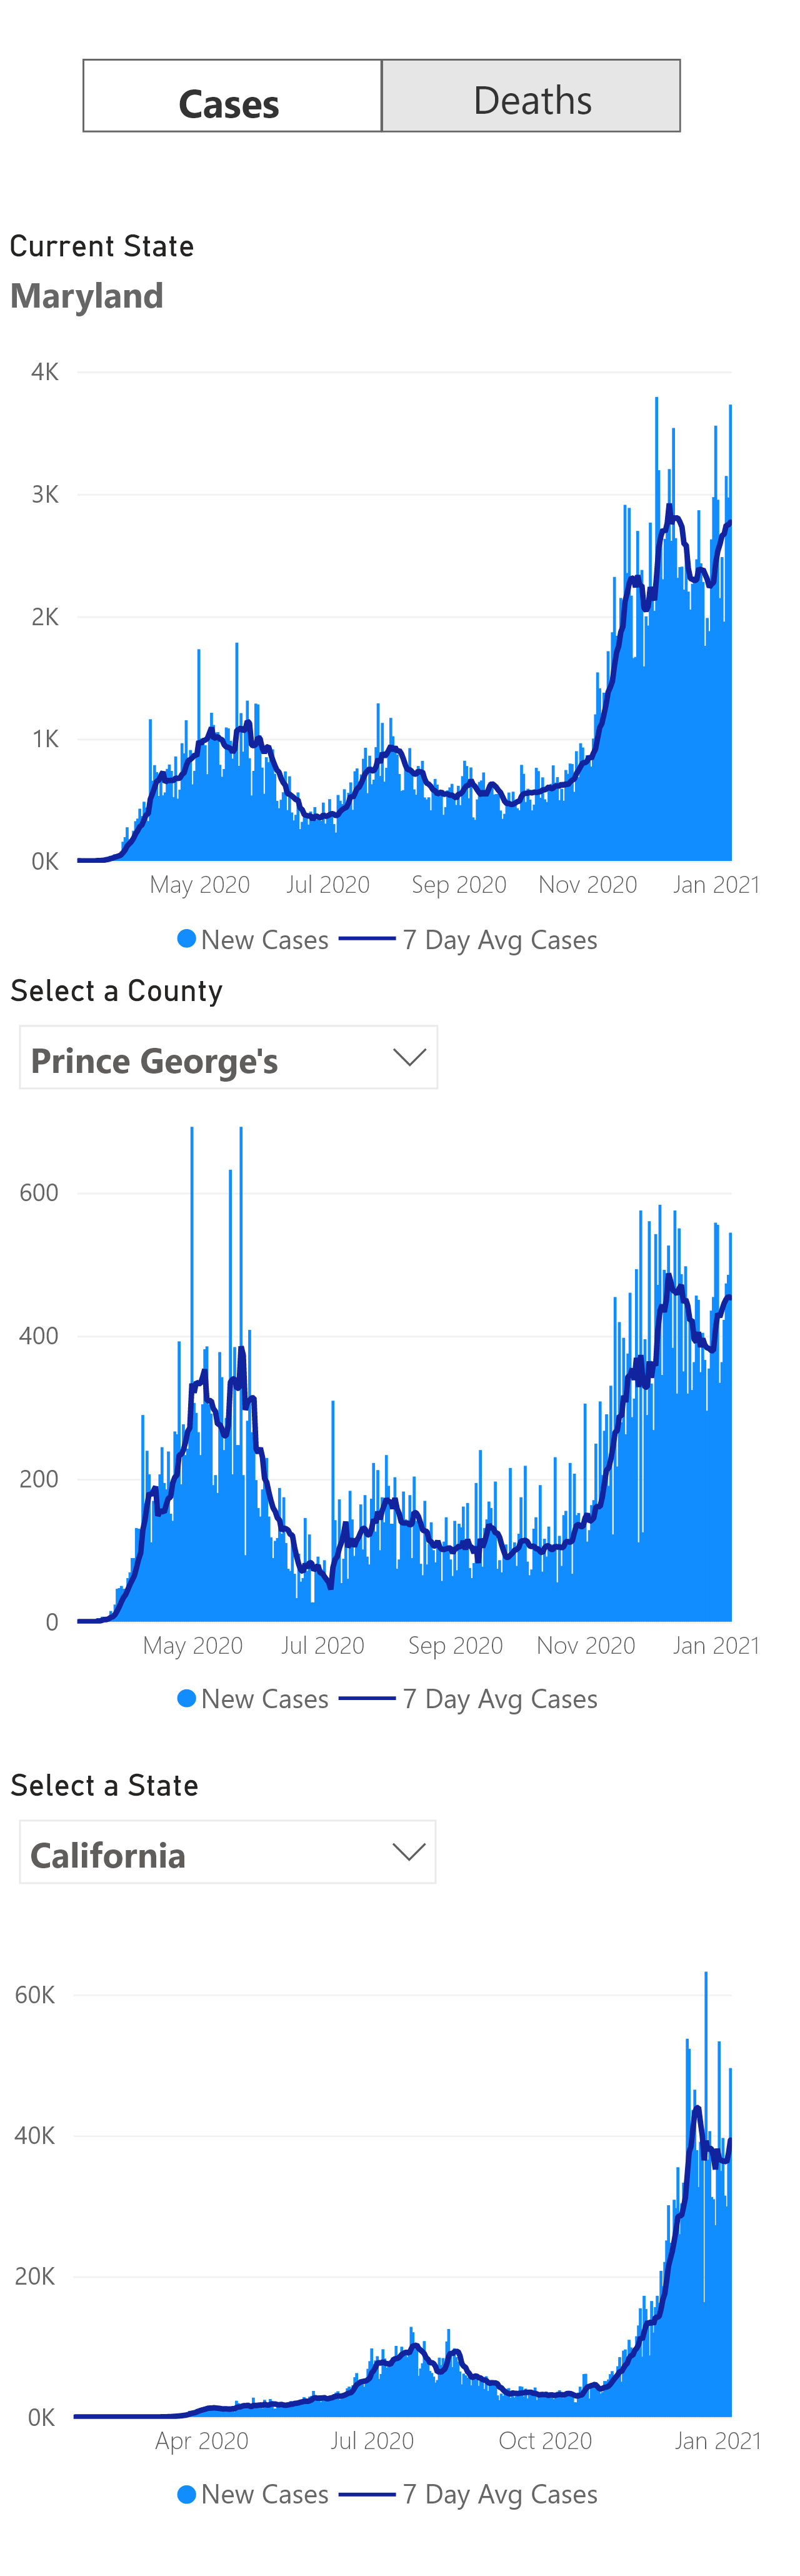 Cases Deaths
Current State
Maryland
4K
3K
2K
1K
0K
May 2020 Jul 2020 Sep 2020 Nov 2020 Jan 2021
New Cases 7 Day Avg Cases
Select a County
Prince George's
600
400
200
0
May 2020 Jul 2020 Sep 2020 Nov 2020 Jan 2021
New Cases 7 Day Avg Cases
Select a State
California
60K
40K
20K
0K
Apr 2020 Jul 2020 Oct 2020 Jan 2021
New Cases 7 Day Avg Cases